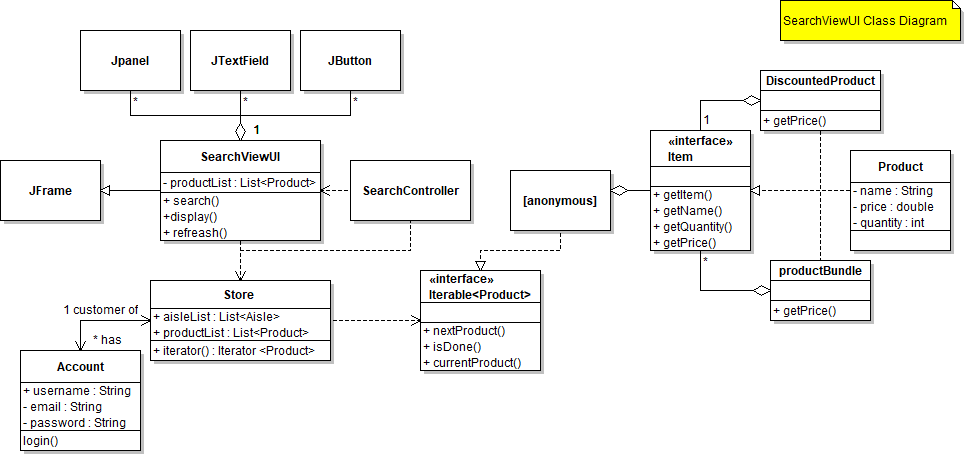 SearchViewUI Class Diagram
Jpanel
JTextField
JButton
*
*
*
1
SearchViewUI
- productList : List<Product>
+ search()
+display()
+ refreash()
JFrame
SearchController
DiscountedProduct
+ getPrice()
1
«interface»
Item
+ getItem()
+ getName()
+ getQuantity()
+ getPrice()
*
[anonymous]
Product
- name : String
- price : double
- quantity : int
productBundle
+ getPrice()
«interface»
Iterable<Product>
+ nextProduct()
+ isDone()
+ currentProduct()
Store
+ aisleList : List<Aisle>
+ productList : List<Product>
+ iterator() : Iterator <Product>
1 customer of
* has
Account
+ username : String
- email : String
- password : String
login()